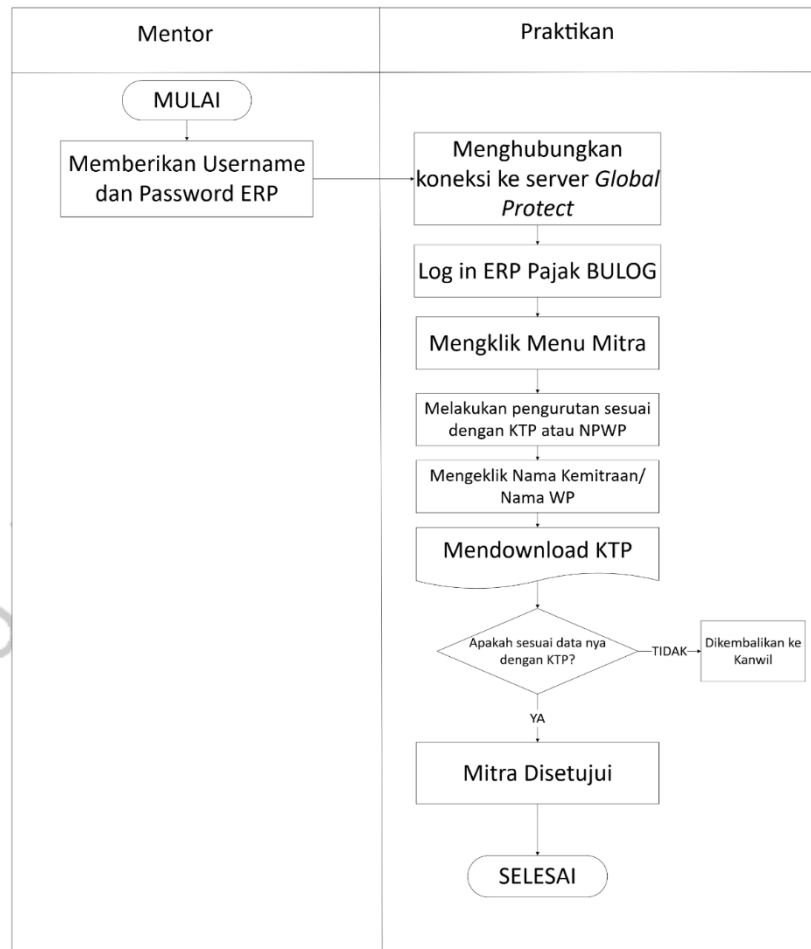 Mentor
Praktikan
MULAI
Memberikan Username
dan Password ERP
Menghubungkan
koneksi ke server Global
Protect
Log in ERP Pajak BULOG
Mengklik Menu Mitra
Melakukan pengurutan sesuai
dengan KTP atau NPWP
Mengeklik Nama Kemitraan/
Nama WP
Mendownload KTP
Apakah sesuai data nya
dengan KTP?
TIDAK
Dikembalikan ke
Kanwil
YA
Mitra Disetujui
SELESAI